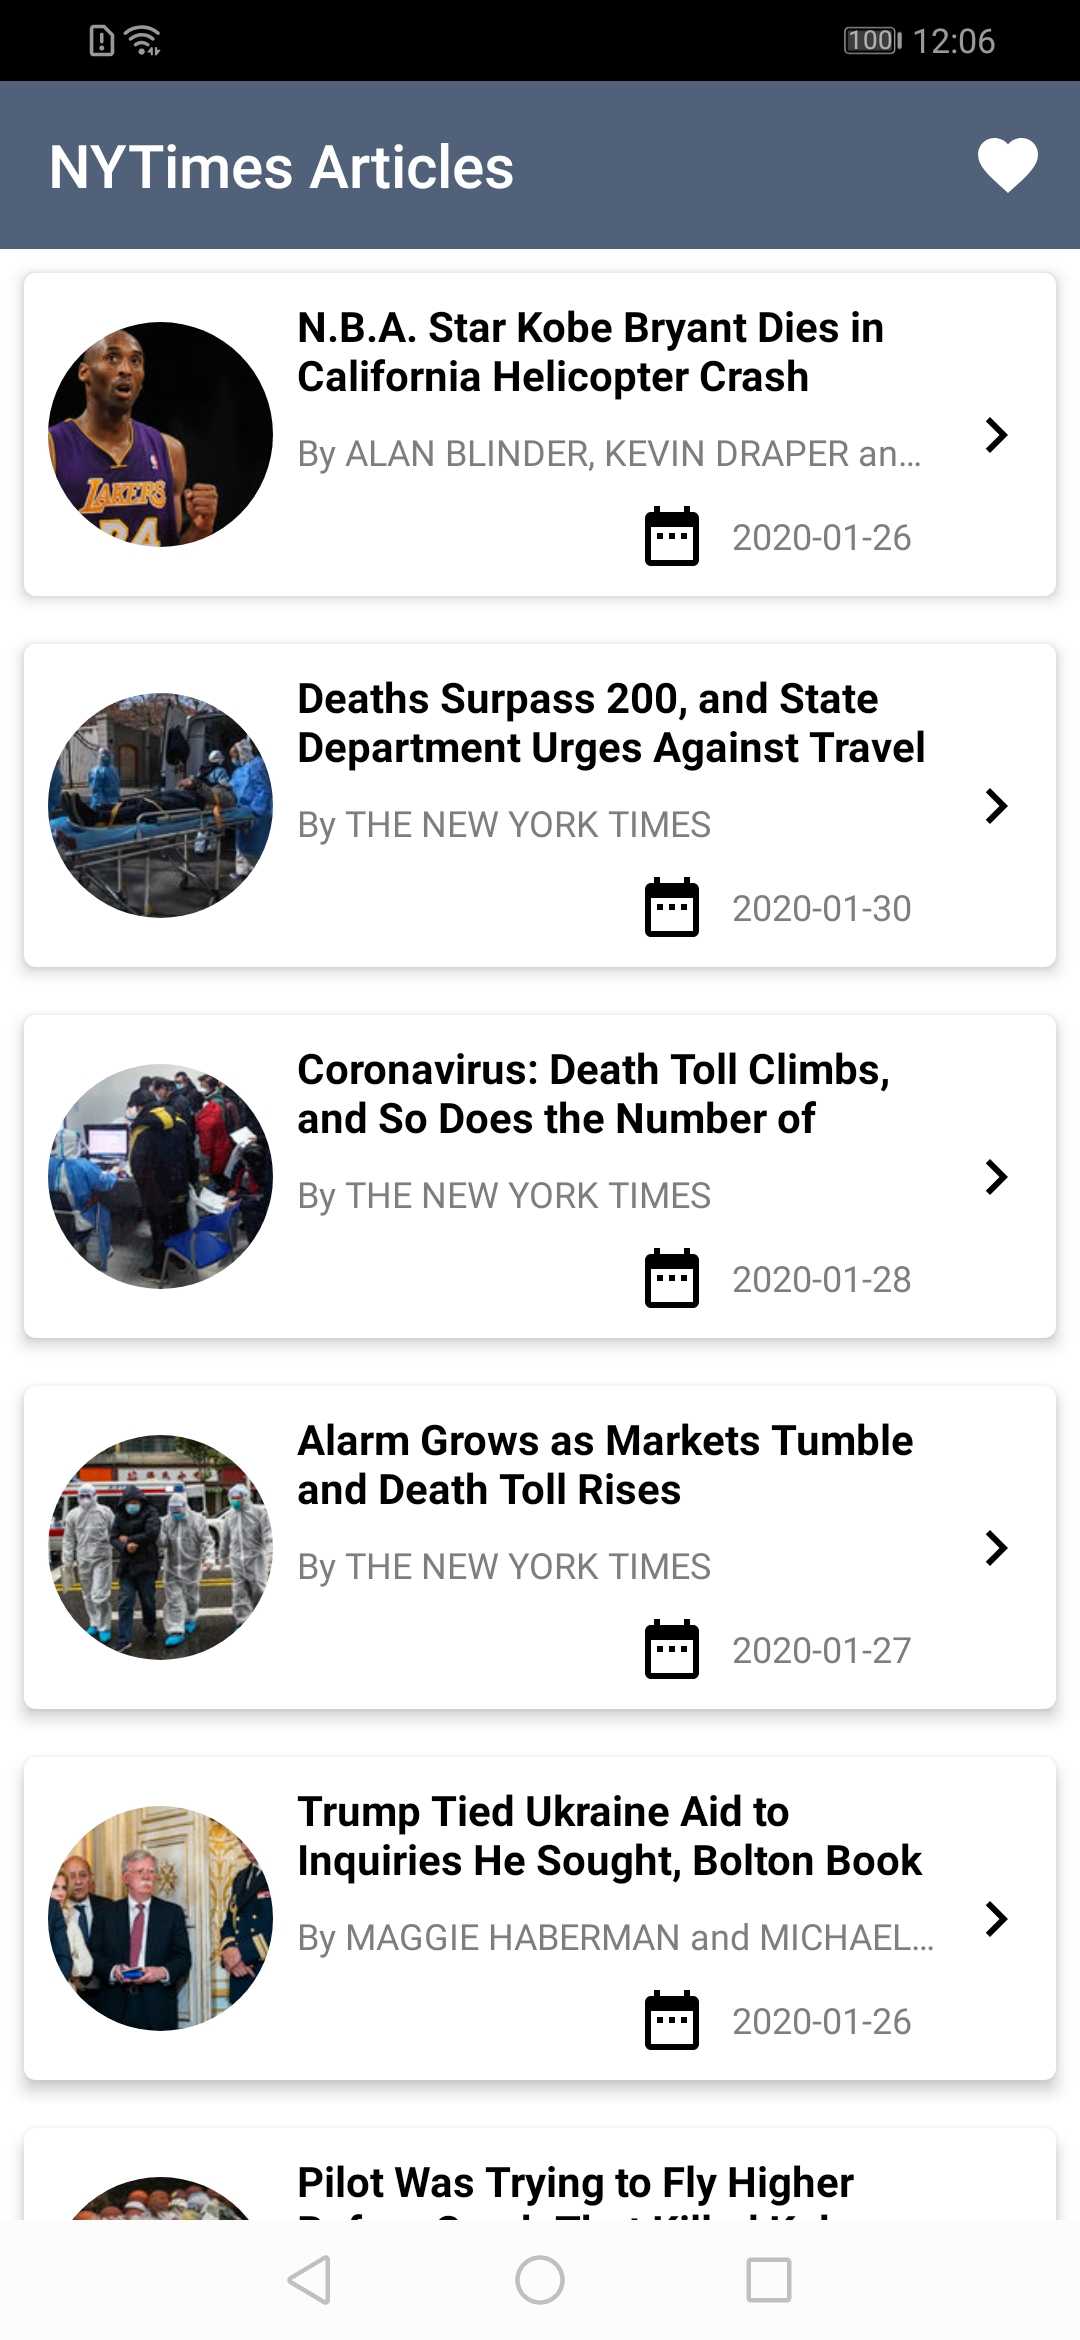 100 12:06
NYTimes Articles
N.B.A. Star Kobe Bryant Dies in
California Helicopter Crash
By ALAN BLINDER, KEVIN DRAPER an...
2020-01-26
LAKERS
24
Deaths Surpass 200, and State
Department Urges Against Travel
By THE NEW YORK TIMES
2020-01-30
Coronavirus: Death Toll Climbs,
and So Does the Number of
By THE NEW YORK TIMES
2020-01-28
Alarm Grows as Markets Tumble
and Death Toll Rises
By THE NEW YORK TIMES
2020-01-27
Trump Tied Ukraine Aid to
Inquiries He Sought, Bolton Book
By MAGGIE HABERMAN and MICHAEL...
2020-01-26
Pilot Was Trying to Fly Higher